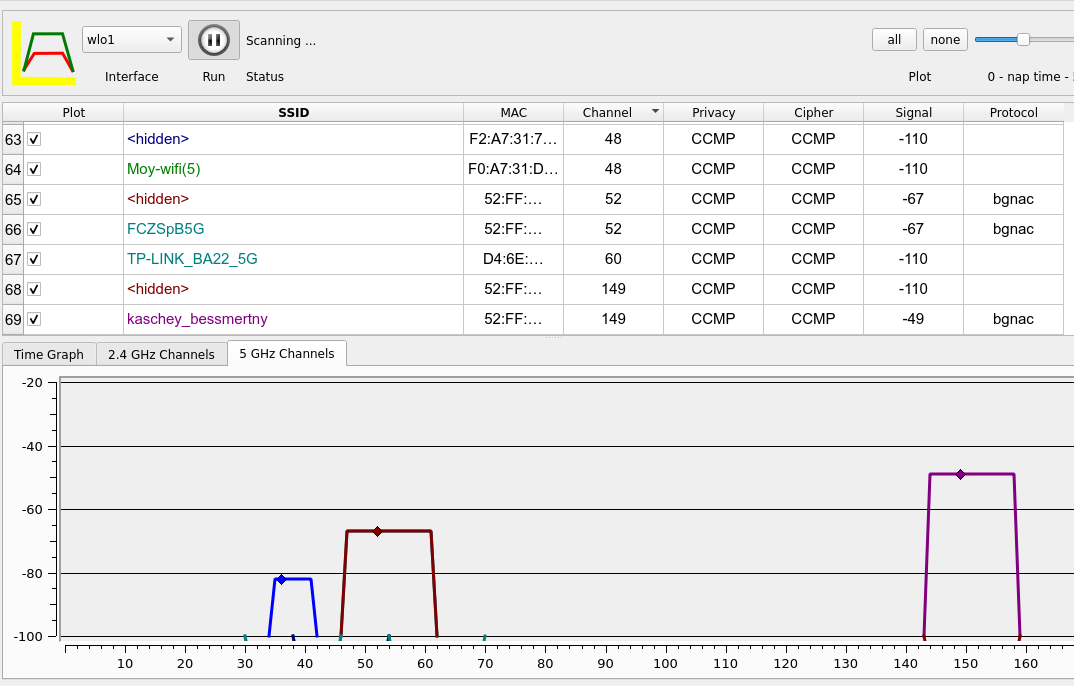 wlo1 Scanning ... all none
Interface Run Status Plot 0 - nap time -
Plot SSID MAC Channel Privacy Cipher Signal Protocol
63 <hidden> F2:A7:31:7... 48 CCMP CCMP -110
64 Moy-wifi(5) F0:A7:31:D... 48 CCMP CCMP -110
65 <hidden> 52:FF:... 52 CCMP CCMP -67 bgnac
66 FCZSpB5G 52:FF:... 52 CCMP CCMP -67 bgnac
67 TP-LINK_BA22_5G D4:6E:... 60 CCMP CCMP -110
68 <hidden> 52:FF:... 149 CCMP CCMP -110
69 kaschey_bessmertny 52:FF:... 149 CCMP CCMP -49 bgnac
Time Graph 2.4 GHz Channels 5 GHz Channels
-20
-40
-60
-80
-100
10 20 30 40 50 60 70 80 90 100 110 120 130 140 150 160